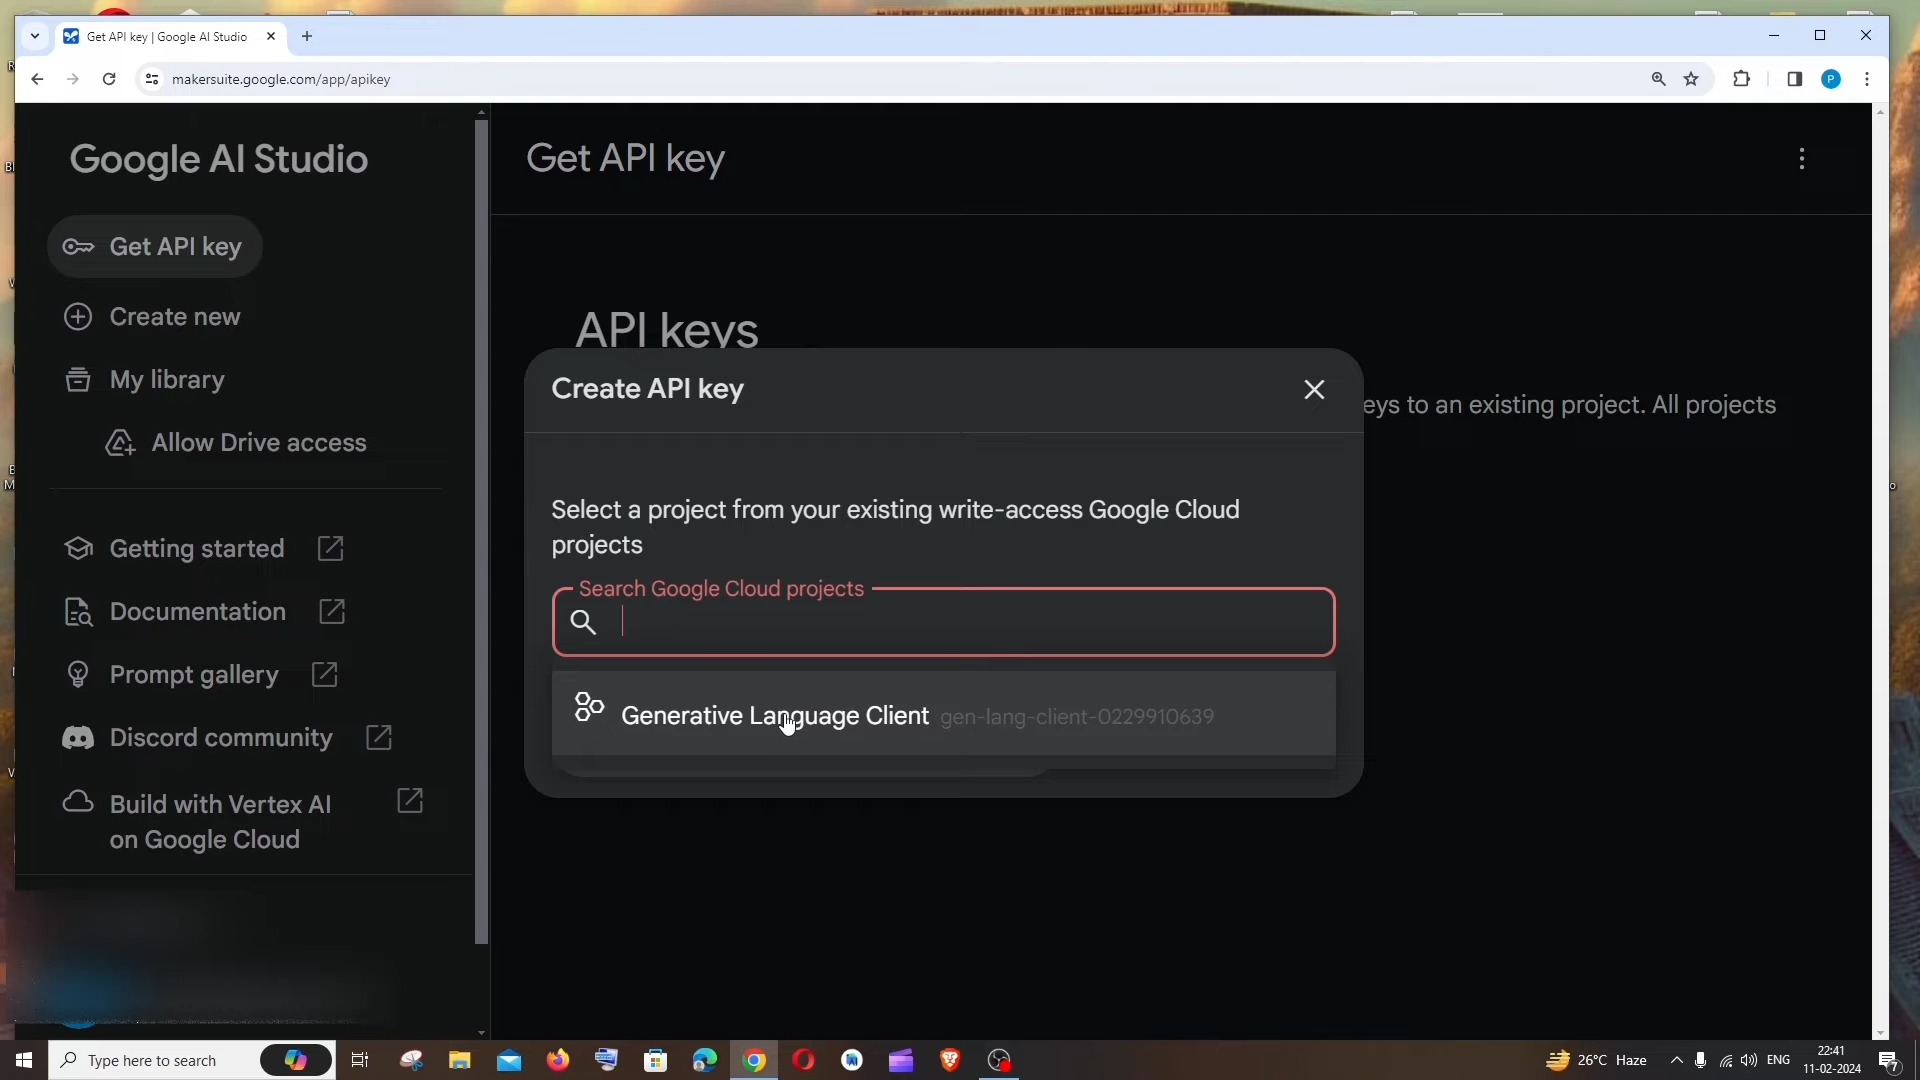 Get API key | Google AI Studio
makersuite.google.com/app/apikey
P
Google AI Studio
Get API key
Create new
My library
Allow Drive access
Getting started
Documentation
Prompt gallery
Discord community
Build with Vertex AI
on Google Cloud
Get API key
API keys
eys to an existing project. All projects
Create API key
Select a project from your existing write-access Google Cloud
projects
Search Google Cloud projects
Generative Language Client gen-lang-client-0229910639
Type here to search
26°C Haze
ENG
22:41
11-02-2024
7